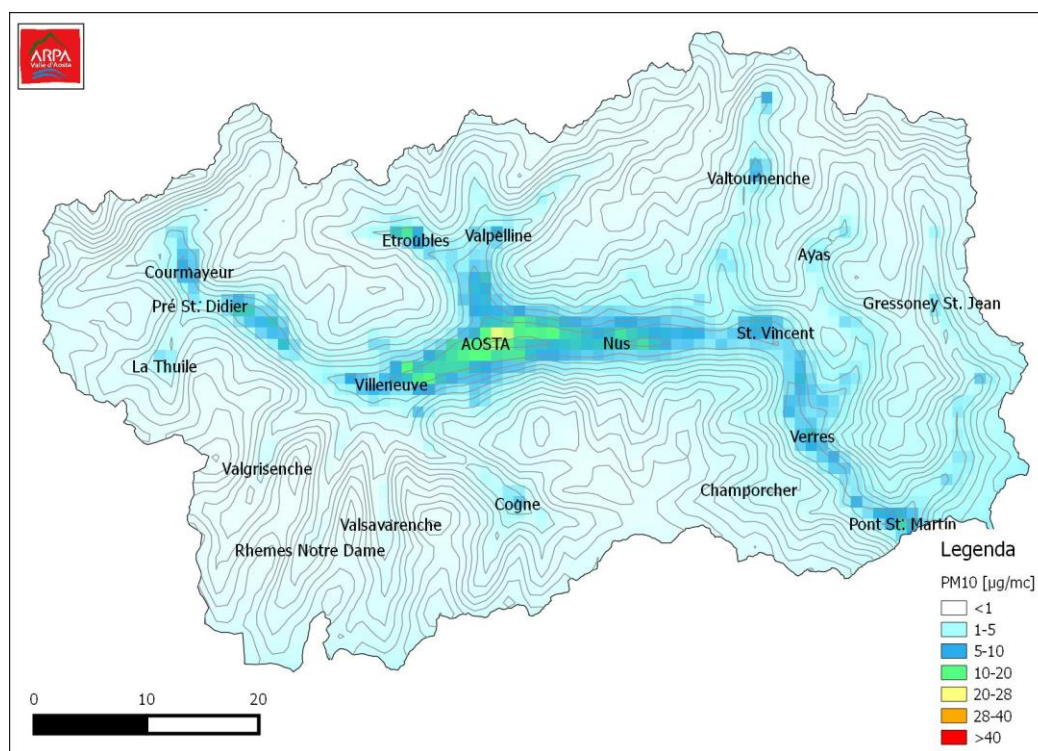 ARPA
Valle d'Aosta
Valtournenche
Etroubles
Valpelline
Ayas
Courmayeur
Pré St. Didier
Gressoney St. Jean
AOSTA
Nus
St. Vincent
La Thuile
Villeneuve
Verres
Valgrisenche
Champorcher
Cogne
Valsavarenche
Pont St. Martin
Rhemes Notre Dame
Legenda
PM10 [µg/mc]
<1
1-5
5-10
10-20
20-28
28-40
>40
0 10 20